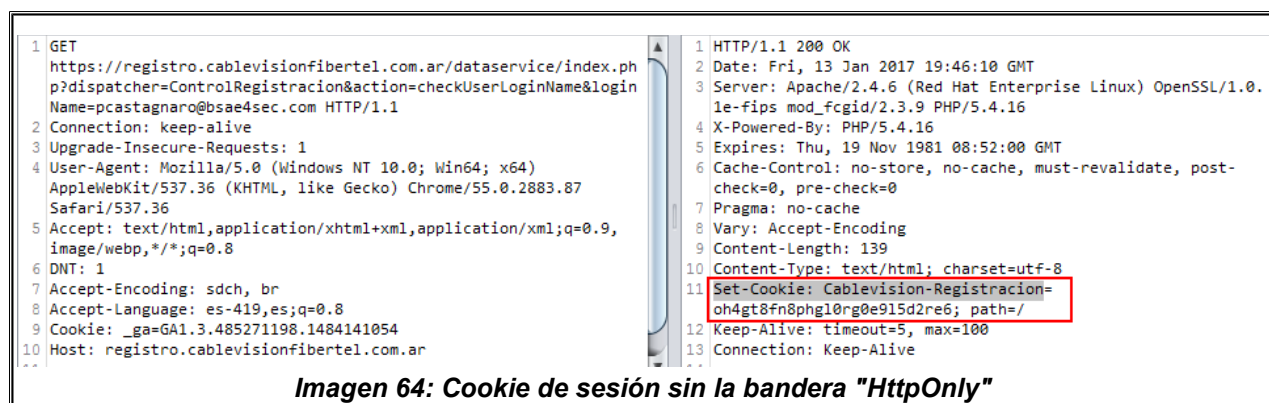 1 GET
https://registro.cablevisionfibertel.com.ar/dataservice/index.ph
p?dispatcher=ControlRegistracion&action=checkUserLoginName&login
Name=pcastagnaro@bsae4sec.com HTTP/1.1
2 Connection: keep-alive
3 Upgrade-Insecure-Requests: 1
4 User-Agent: Mozilla/5.0 (Windows NT 10.0; Win64; x64)
AppleWebKit/537.36 (KHTML, like Gecko) Chrome/55.0.2883.87
Safari/537.36
5 Accept: text/html,application/xhtml+xml,application/xml;q=0.9,
image/webp,*/*;q=0.8
6 DNT: 1
7 Accept-Encoding: sdch, br
8 Accept-Language: es-419,es;q=0.8
9 Cookie: _ga=GA1.3.485271198.1484141054
10 Host: registro.cablevisionfibertel.com.ar
1 HTTP/1.1 200 OK
2 Date: Fri, 13 Jan 2017 19:46:10 GMT
3 Server: Apache/2.4.6 (Red Hat Enterprise Linux) OpenSSL/1.0.
1e-fips mod_fcgid/2.3.9 PHP/5.4.16
4 X-Powered-By: PHP/5.4.16
5 Expires: Thu, 19 Nov 1981 08:52:00 GMT
6 Cache-Control: no-store, no-cache, must-revalidate, post-
check=0, pre-check=0
7 Pragma: no-cache
8 Vary: Accept-Encoding
9 Content-Length: 139
10 Content-Type: text/html; charset=utf-8
11 Set-Cookie: Cablevision-Registracion=
oh4gt8fn8phgl0rg0e9l5d2re6; path=/
12 Keep-Alive: timeout=5, max=100
13 Connection: Keep-Alive
Imagen 64: Cookie de sesión sin la bandera "HttpOnly"